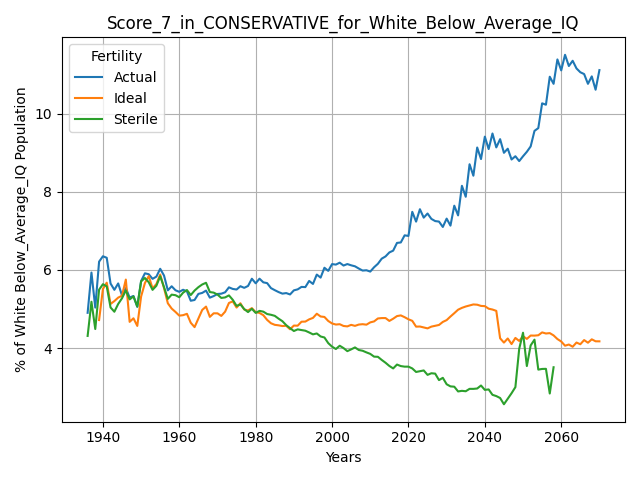 Score_7_in_CONSERVATIVE_for_White_Below_Average_IQ
Fertility
Actual
Ideal
Sterile
% of White Below_Average_IQ Population
10
8
6
4
1940 1960 1980 2000 2020 2040 2060
Years